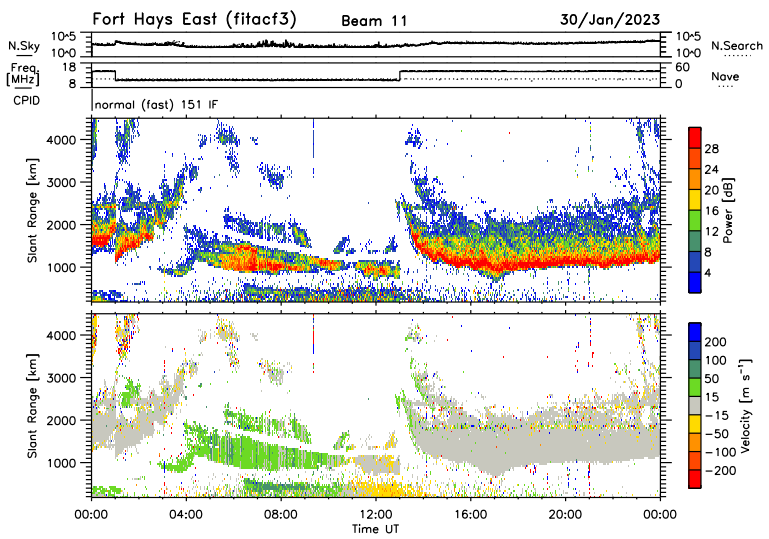 Fort Hays East (fitacf3) Beam 11 30/Jan/2023
N.Sky 10^5 10^0 10^5 10^0 N.Search
Freq. [MHz] 18 8 60 0 Nave
CPID normal (fast) 151 IF
Slant Range [km]
4000
3000
2000
1000
Power [dB]
28
24
20
16
12
8
4
Slant Range [km]
4000
3000
2000
1000
Velocity [m s⁻¹]
200
100
50
15
-15
-50
-100
-200
00:00 04:00 08:00 12:00 16:00 20:00 00:00
Time UT